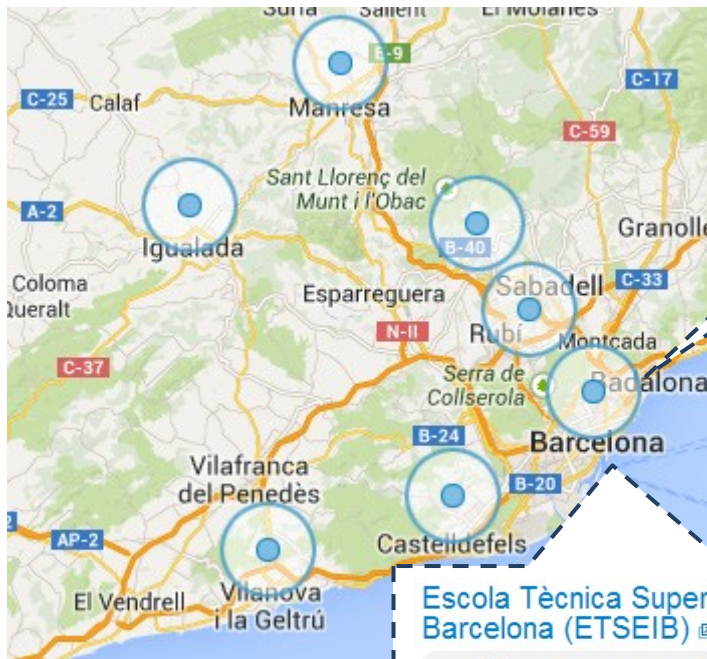 Súria
Sallent
El Moianès
B-9
C-17
C-25
Calaf
Manresa
C-59
Sant Llorenç del
Munt i l'Obac
A-2
Granolle
Igualada
B-40
Coloma
Queralt
Esparreguera
Sabadell
C-33
N-II
Rubí
Montcada
C-37
Serra de
Collserola
Badalona
B-24
Barcelona
Vilafranca
del Penedès
B-20
AP-2
Castelldefels
El Vendrell
Vilanova
i la Geltrú
Escola Tècnica Super
Barcelona (ETSEIB)